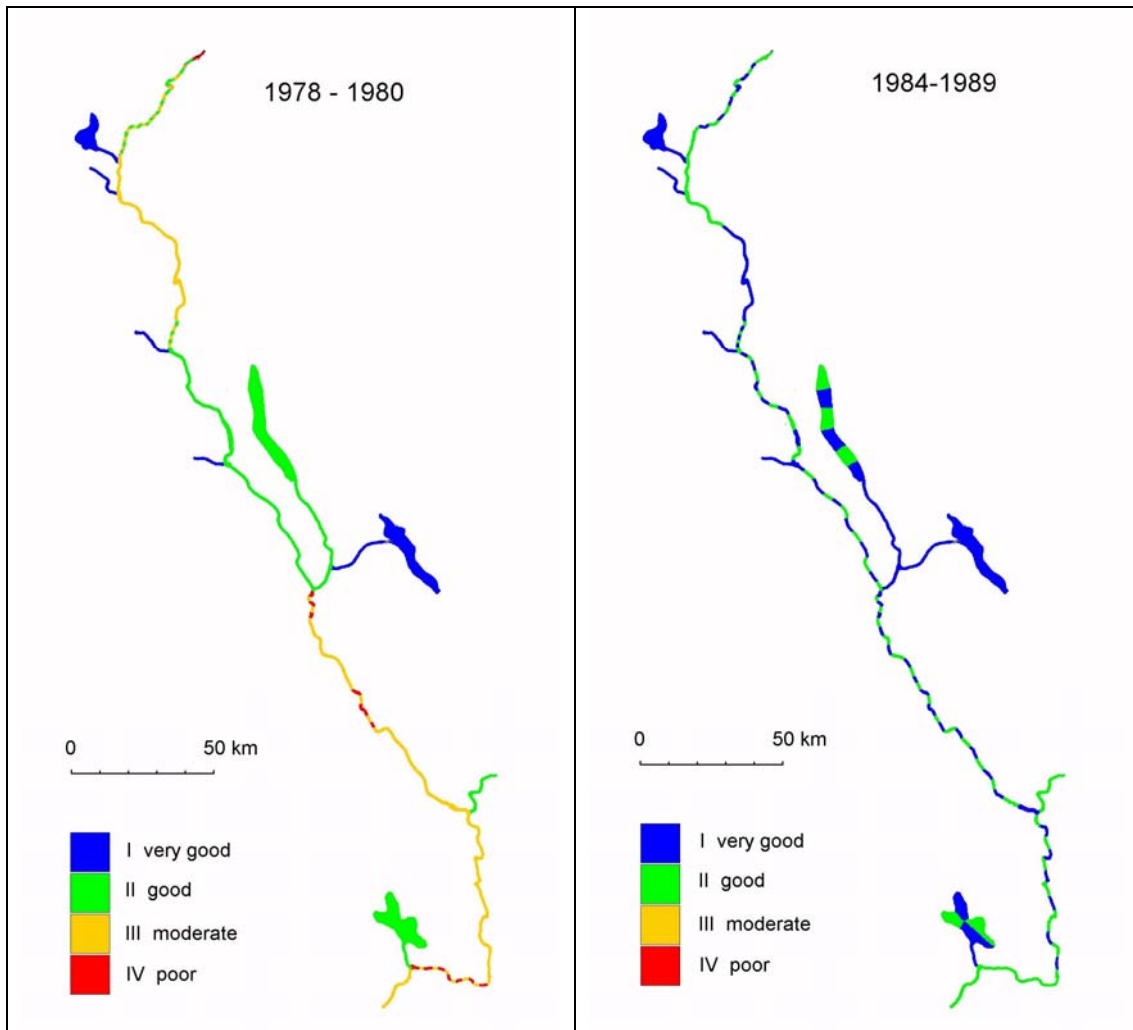 1978 - 1980
0 50 km
I very good
II good
III moderate
IV poor
1984-1989
0 50 km
I very good
II good
III moderate
IV poor